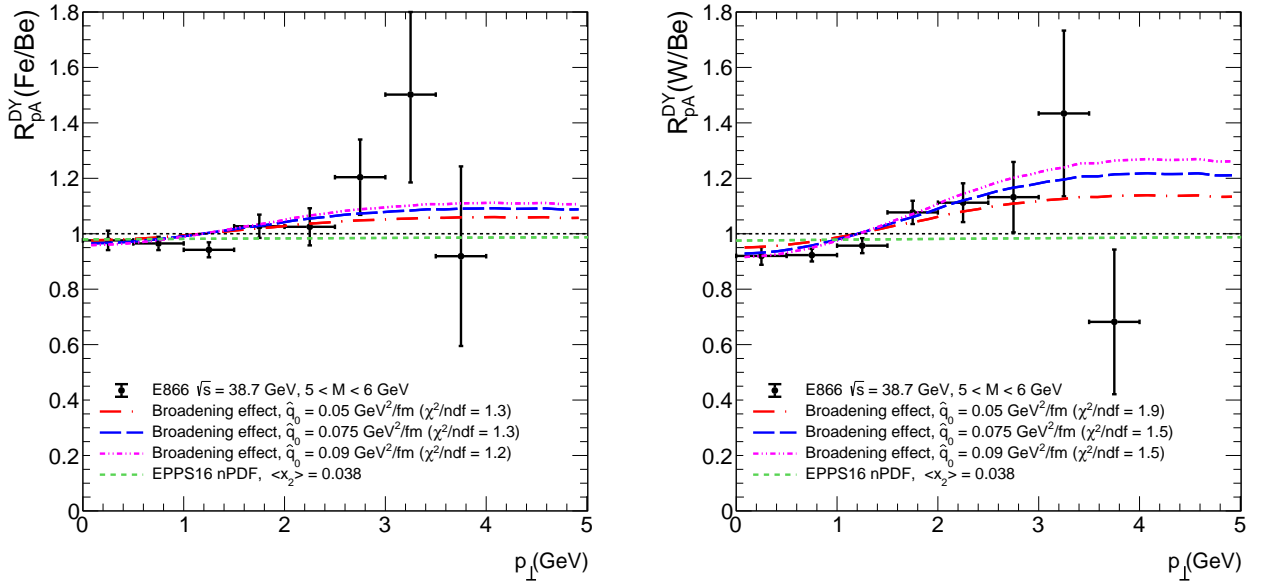 R_pA^DY(Fe/Be)
1.8
1.6
1.4
1.2
1
0.8
0.6
0.4
0.2
0
E866 √s = 38.7 GeV, 5 < M < 6 GeV
Broadening effect, q̂_0 = 0.05 GeV²/fm (χ²/ndf = 1.3)
Broadening effect, q̂_0 = 0.075 GeV²/fm (χ²/ndf = 1.3)
Broadening effect, q̂_0 = 0.09 GeV²/fm (χ²/ndf = 1.2)
EPPS16 nPDF, <x_2> = 0.038
0 1 2 3 4 5
p_⊥(GeV)
R_pA^DY(W/Be)
1.8
1.6
1.4
1.2
1
0.8
0.6
0.4
0.2
0
E866 √s = 38.7 GeV, 5 < M < 6 GeV
Broadening effect, q̂_0 = 0.05 GeV²/fm (χ²/ndf = 1.9)
Broadening effect, q̂_0 = 0.075 GeV²/fm (χ²/ndf = 1.5)
Broadening effect, q̂_0 = 0.09 GeV²/fm (χ²/ndf = 1.5)
EPPS16 nPDF, <x_2> = 0.038
0 1 2 3 4 5
p_⊥(GeV)